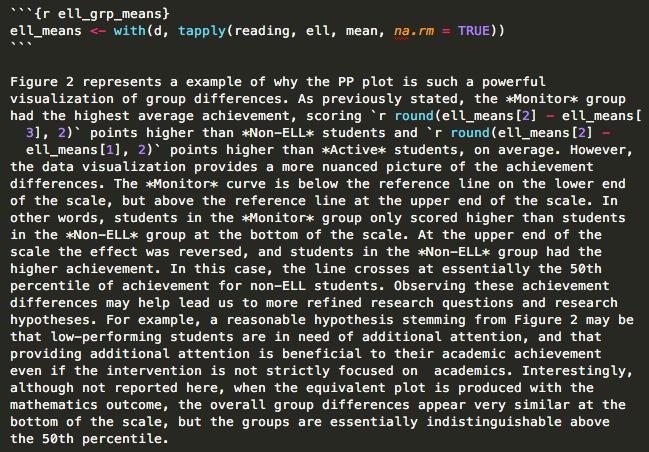 ```{r ell_grp_means}
ell_means <- with(d, tapply(reading, ell, mean, na.rm = TRUE))
```
Figure 2 represents a example of why the PP plot is such a powerful
visualization of group differences. As previously stated, the *Monitor* group
had the highest average achievement, scoring `r round(ell_means[2] - ell_means[
3], 2)` points higher than *Non-ELL* students and `r round(ell_means[2] -
ell_means[1], 2)` points higher than *Active* students, on average. However,
the data visualization provides a more nuanced picture of the achievement
differences. The *Monitor* curve is below the reference line on the lower end
of the scale, but above the reference line at the upper end of the scale. In
other words, students in the *Monitor* group only scored higher than students
in the *Non-ELL* group at the bottom of the scale. At the upper end of the
scale the effect was reversed, and students in the *Non-ELL* group had the
higher achievement. In this case, the line crosses at essentially the 50th
percentile of achievement for non-ELL students. Observing these achievement
differences may help lead us to more refined research questions and research
hypotheses. For example, a reasonable hypothesis stemming from Figure 2 may be
that low-performing students are in need of additional attention, and that
providing additional attention is beneficial to their academic achievement
even if the intervention is not strictly focused on  academics. Interestingly,
although not reported here, when the equivalent plot is produced with the
mathematics outcome, the overall group differences appear very similar at the
bottom of the scale, but the groups are essentially indistinguishable above
the 50th percentile.